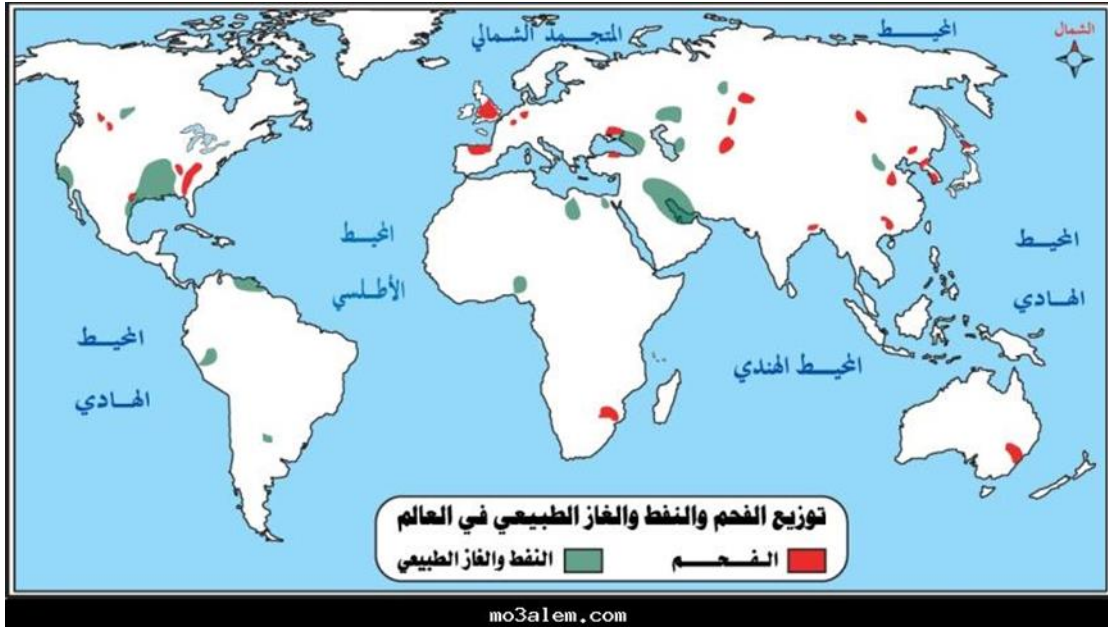 المتجمد الشمالي
المحيط
الشمال
المحيط
الأطلسي
المحيط
الهادي
المحيط
الهادي
المحيط الهندي
توزيع الفحم والنفط والغاز الطبيعي في العالم
الفحم
النفط والغاز الطبيعي
mo3alem.com